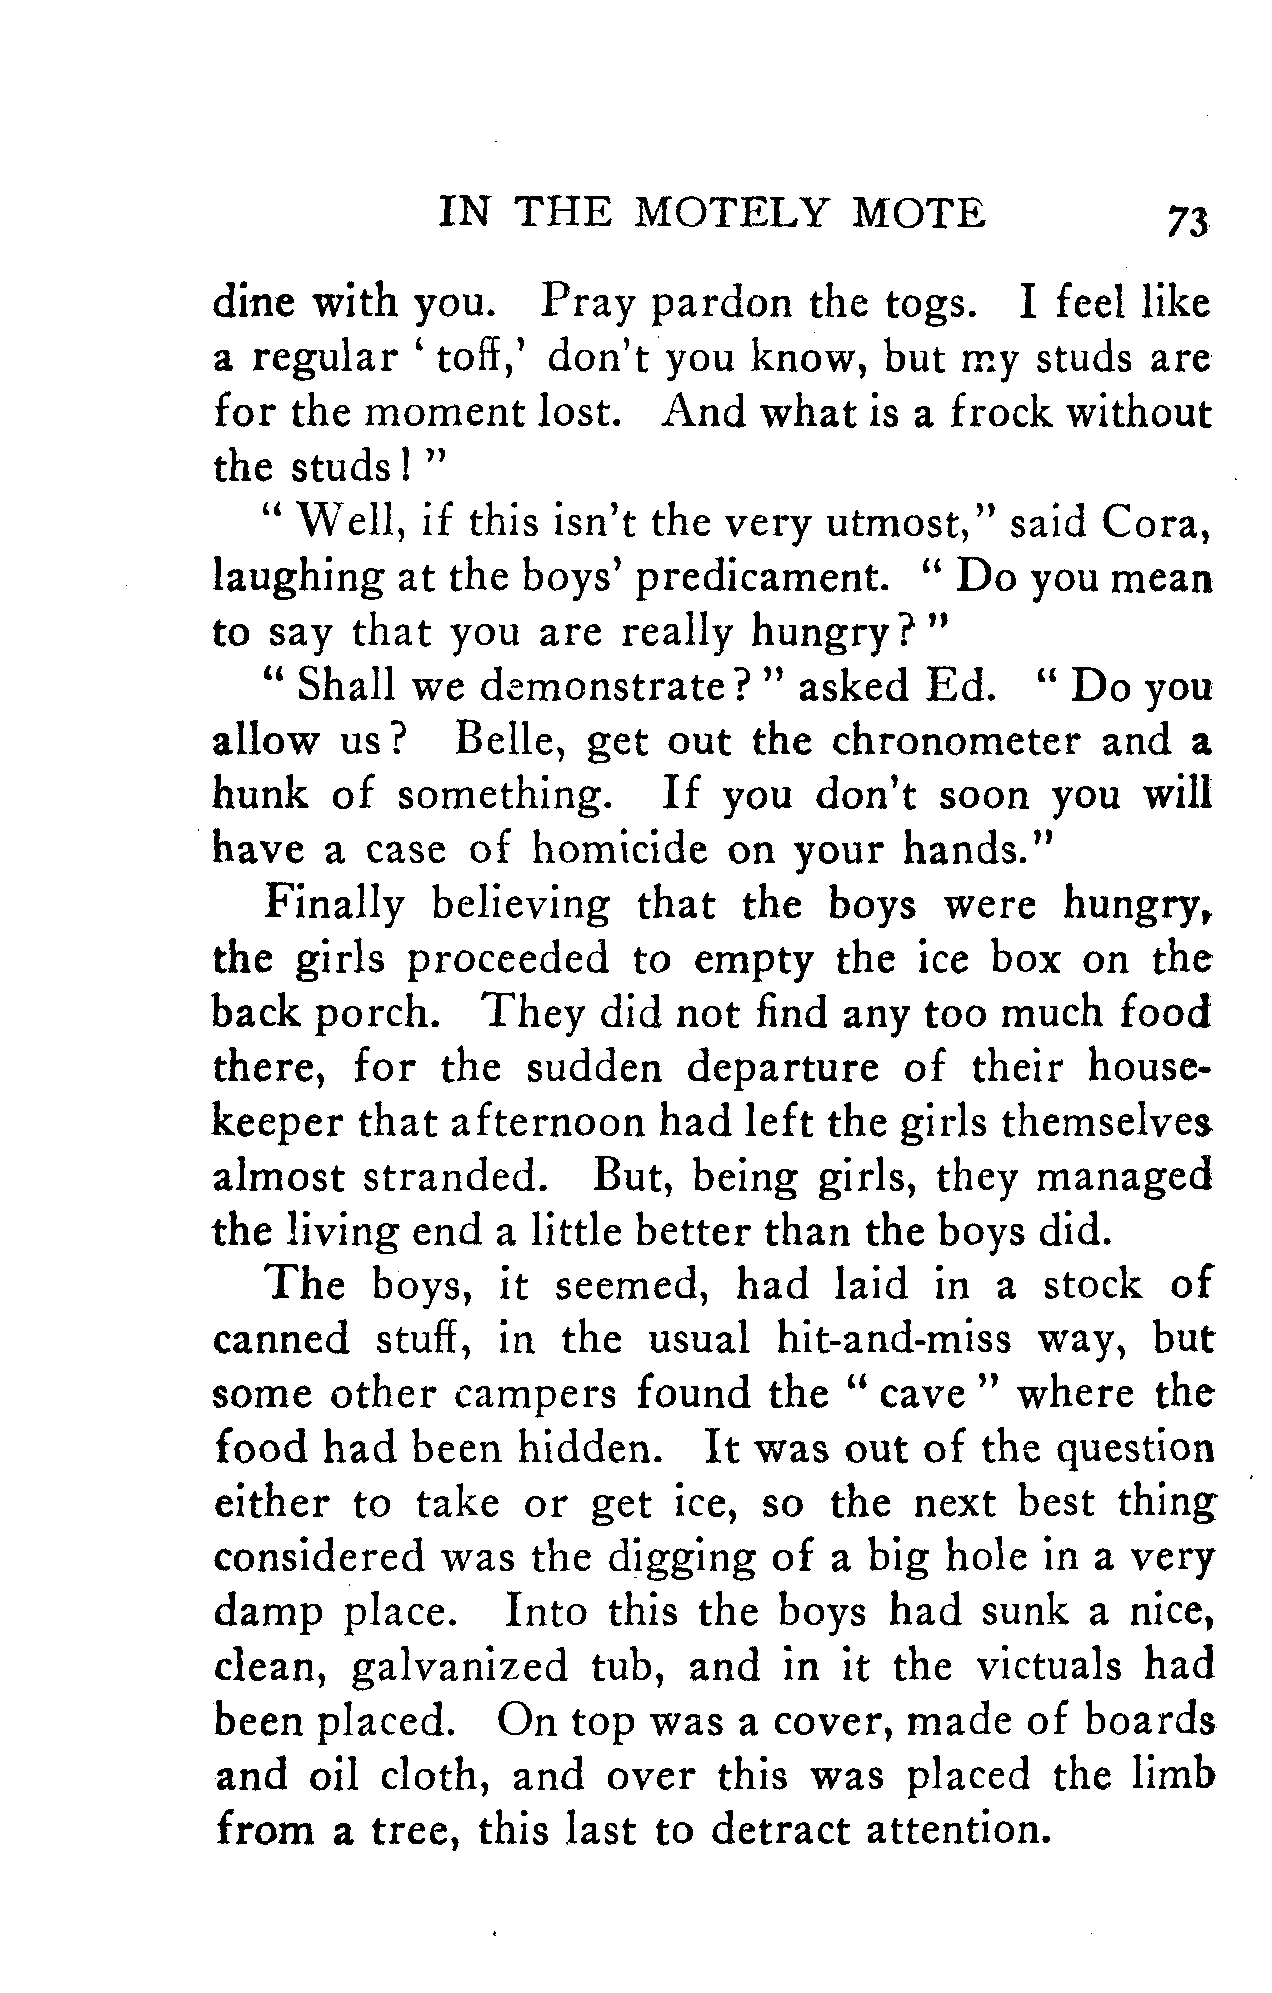 IN THE MOTELY MOTE 73
dine with you. Pray pardon the togs. I feel like
a regular ‘ toff,’ don’t you know, but my studs are
for the moment lost. And what is a frock without
the studs! ”
“ Well, if this isn’t the very utmost,” said Cora,
laughing at the boys’ predicament. “ Do you mean
to say that you are really hungry? ”
“ Shall we demonstrate? ” asked Ed. “ Do you
allow us? Belle, get out the chronometer and a
hunk of something. If you don’t soon you will
have a case of homicide on your hands.”
Finally believing that the boys were hungry,
the girls proceeded to empty the ice box on the
back porch. They did not find any too much food
there, for the sudden departure of their house-
keeper that afternoon had left the girls themselves
almost stranded. But, being girls, they managed
the living end a little better than the boys did.
The boys, it seemed, had laid in a stock of
canned stuff, in the usual hit-and-miss way, but
some other campers found the “ cave ” where the
food had been hidden. It was out of the question
either to take or get ice, so the next best thing
considered was the digging of a big hole in a very
damp place. Into this the boys had sunk a nice,
clean, galvanized tub, and in it the victuals had
been placed. On top was a cover, made of boards
and oil cloth, and over this was placed the limb
from a tree, this last to detract attention.